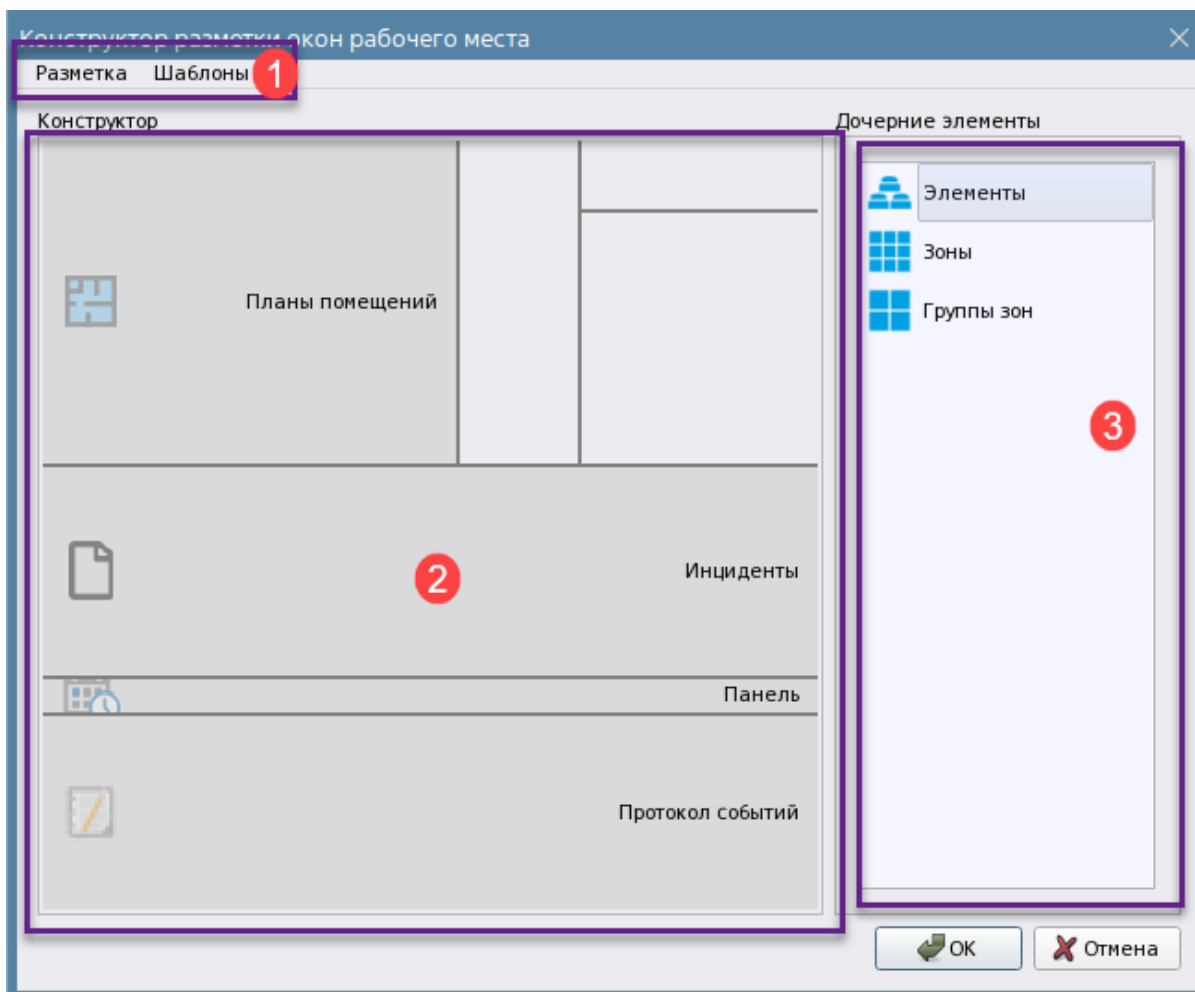 Конструктор разметки окон рабочего места
Разметка Шаблоны 1
Конструктор
Дочерние элементы
Планы помещений
Инциденты
2
Панель
Протокол событий
Элементы
Зоны
Группы зон
3
OK Отмена